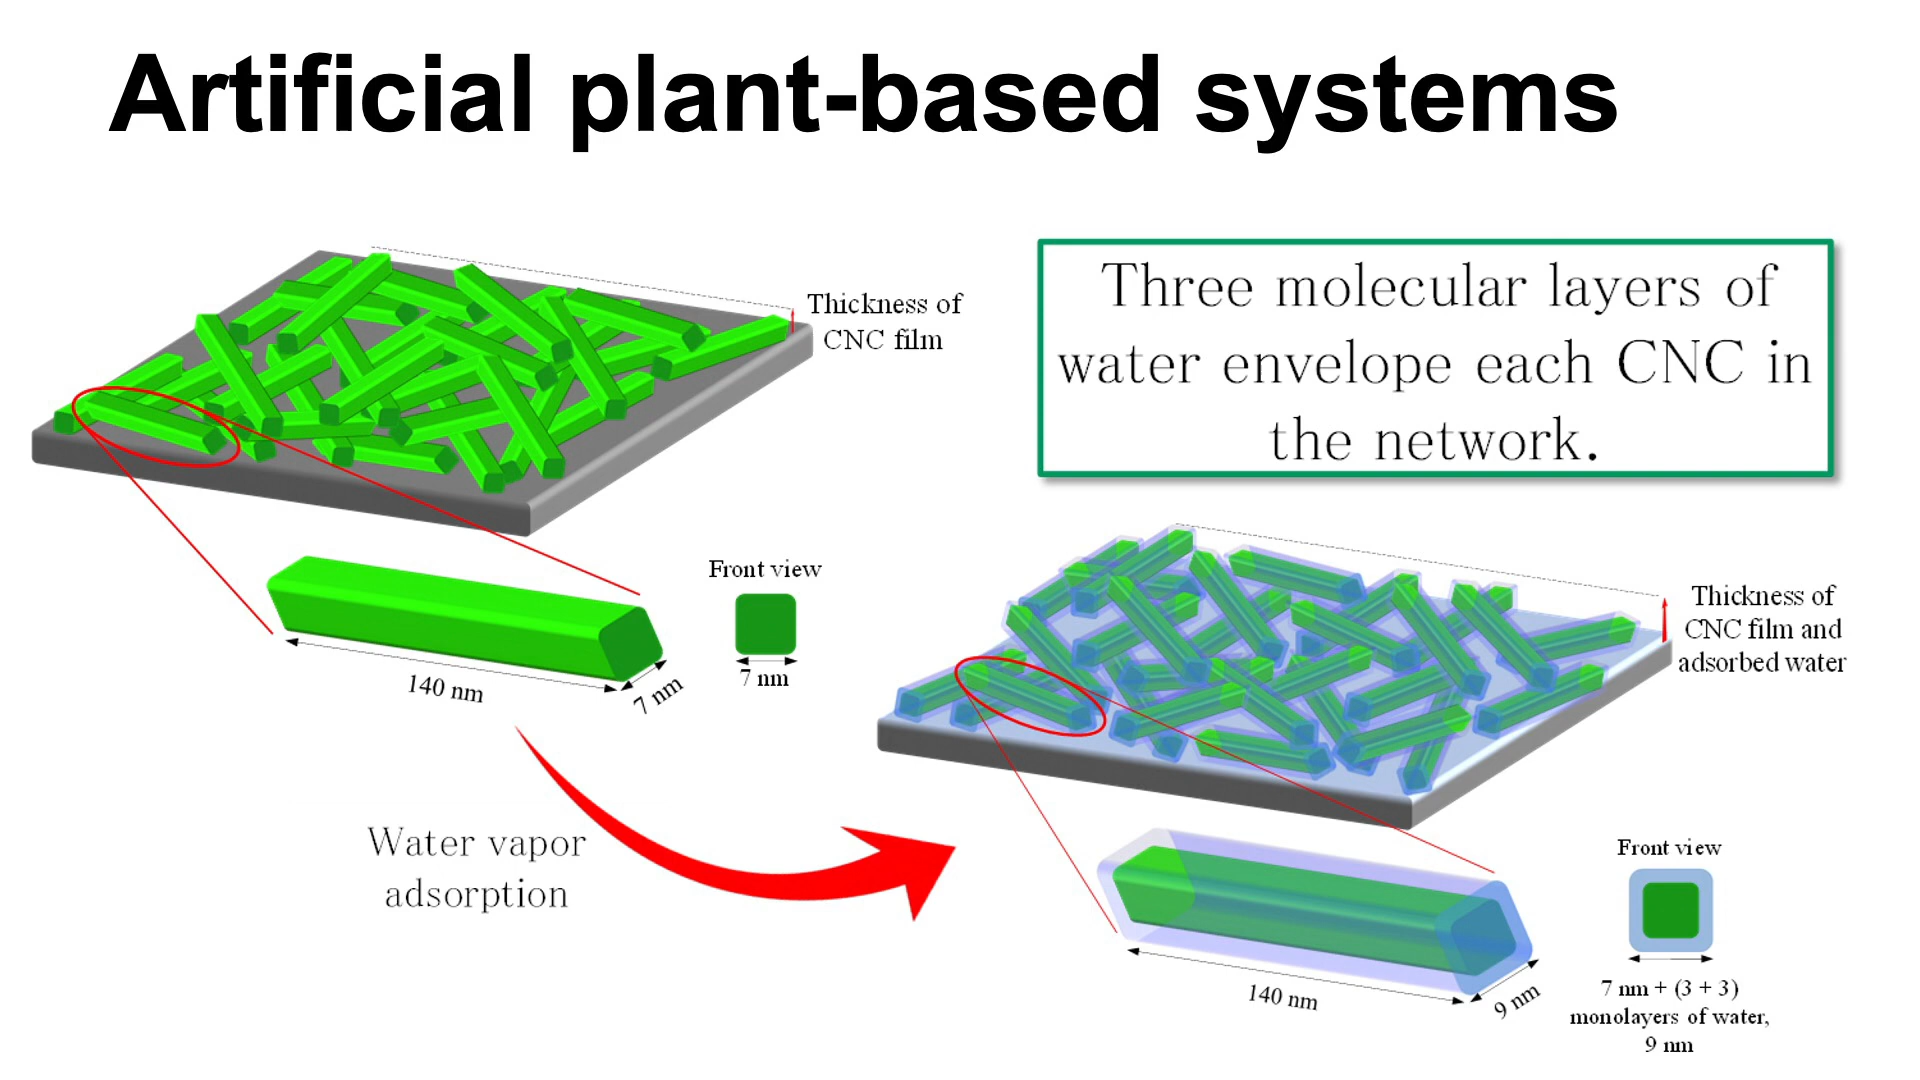 Artificial plant-based systems
Thickness of
CNC film
Three molecular layers of
water envelope each CNC in
the network.
Front view
7 nm
140 nm
7 nm
Water vapor
adsorption
Thickness of
CNC film and
adsorbed water
Front view
140 nm
9 nm
7 nm + (3 + 3)
monolayers of water,
9 nm